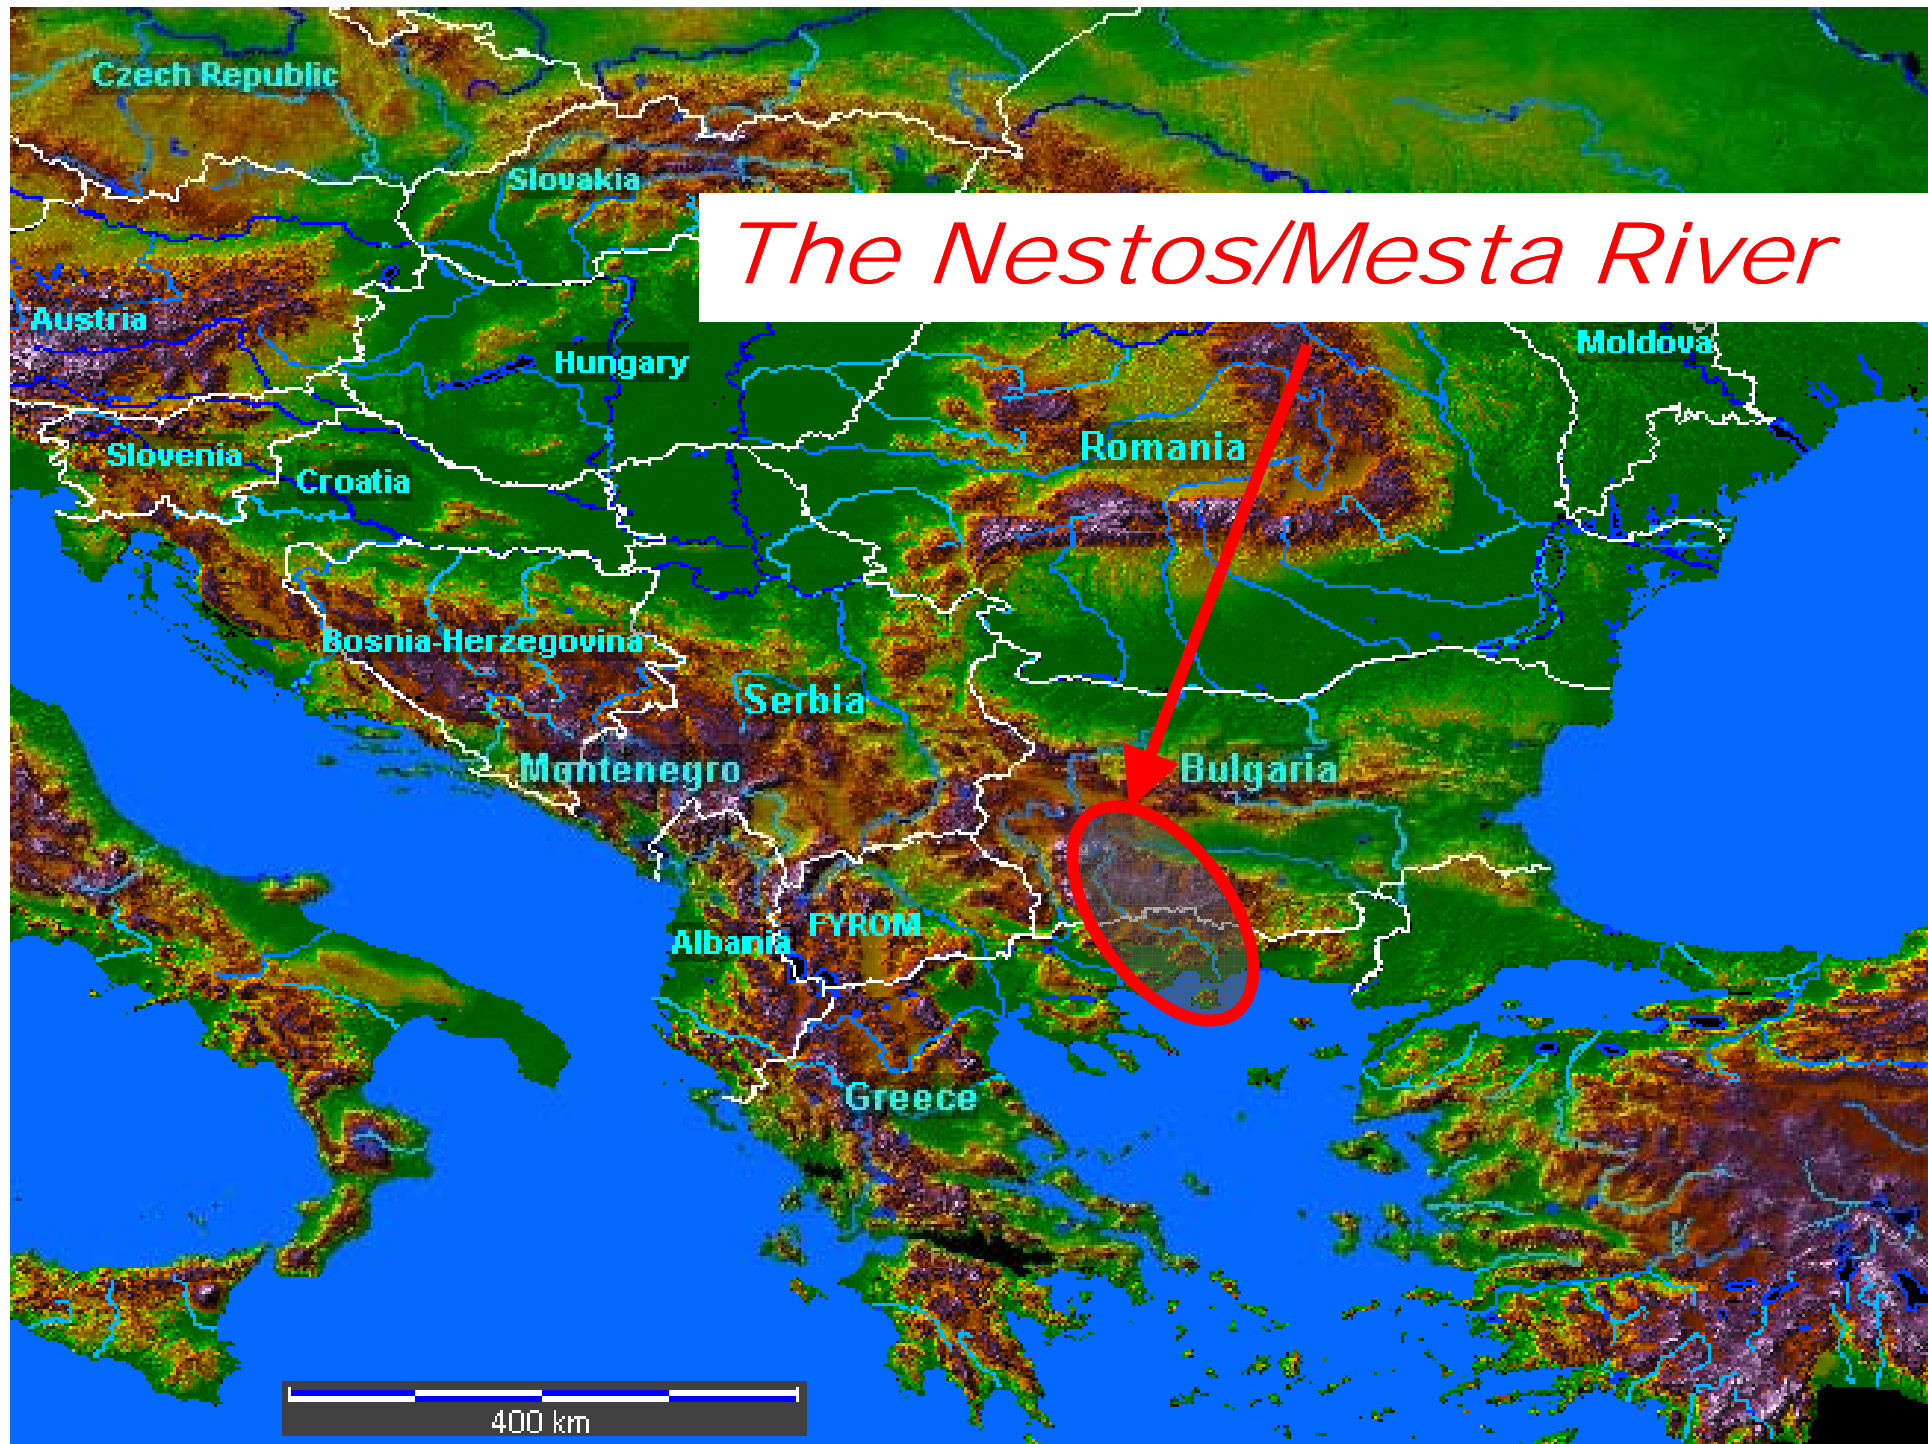 Czech Republic
Slovakia
The Nestos/Mesta River
Austria
Hungary
Moldova
Slovenia
Croatia
Romania
Bosnia-Herzegovina
Serbia
Montenegro
Bulgaria
Albania
FYROM
Greece
400 km